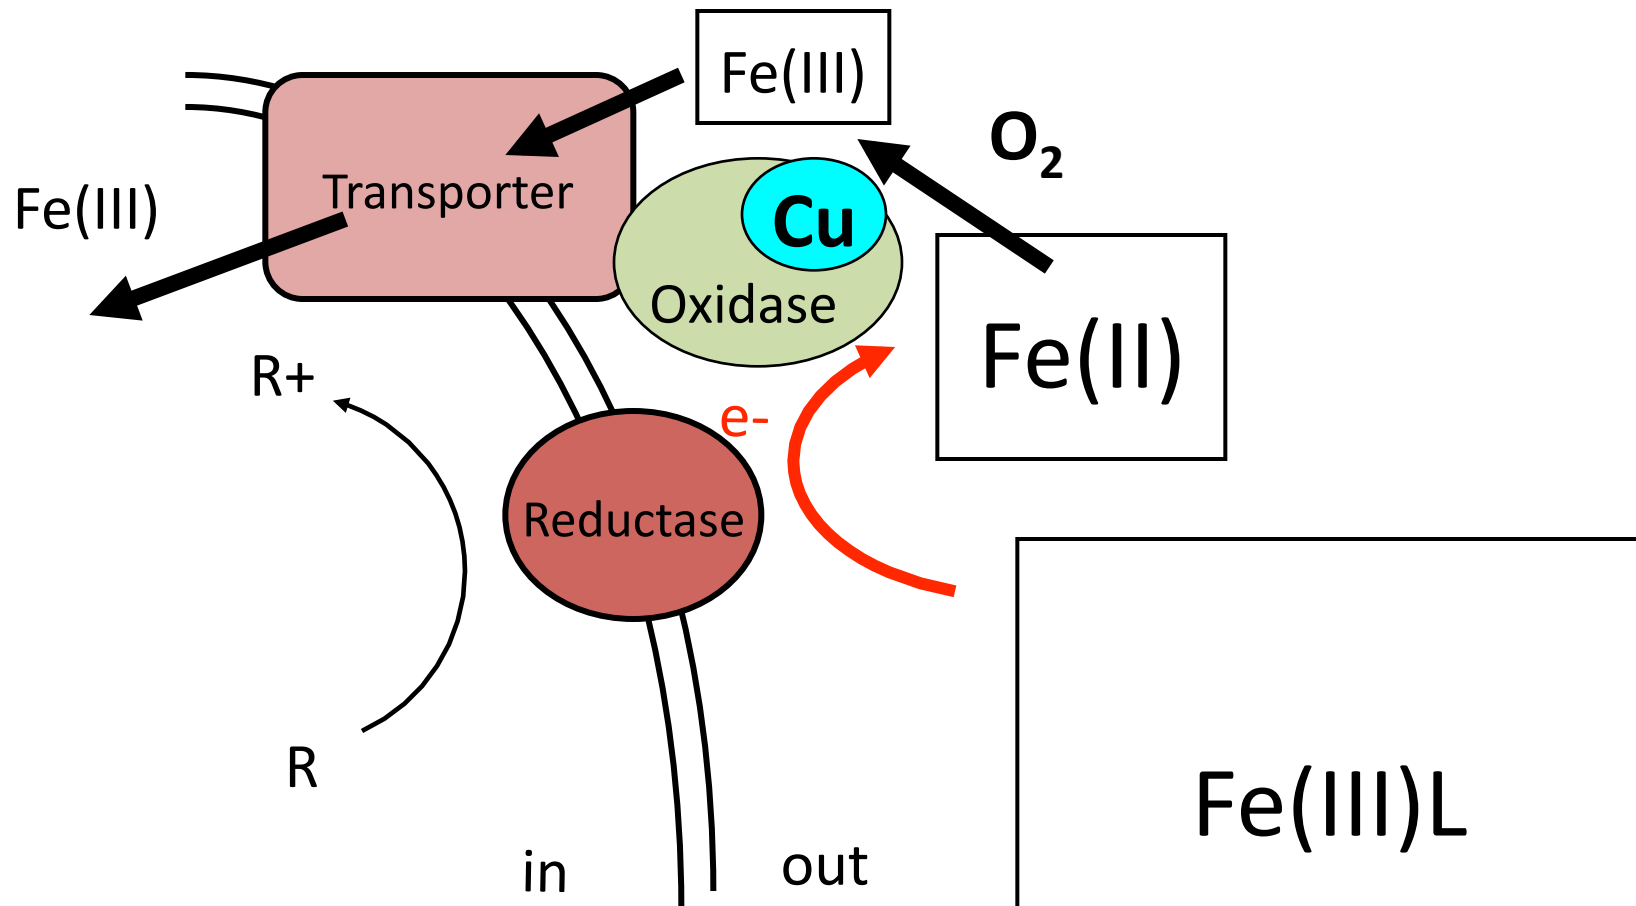 Fe(III)
O₂
Transporter
Fe(III)
Cu
Oxidase
Fe(II)
R+
e-
Reductase
R
Fe(III)L
in
out